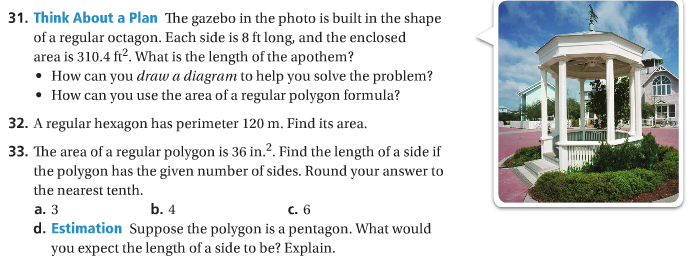 31. Think About a Plan The gazebo in the photo is built in the shape
of a regular octagon. Each side is 8 ft long, and the enclosed
area is 310.4 ft². What is the length of the apothem?
• How can you draw a diagram to help you solve the problem?
• How can you use the area of a regular polygon formula?
32. A regular hexagon has perimeter 120 m. Find its area.
33. The area of a regular polygon is 36 in.². Find the length of a side if
the polygon has the given number of sides. Round your answer to
the nearest tenth.
a. 3 b. 4 c. 6
d. Estimation Suppose the polygon is a pentagon. What would
you expect the length of a side to be? Explain.